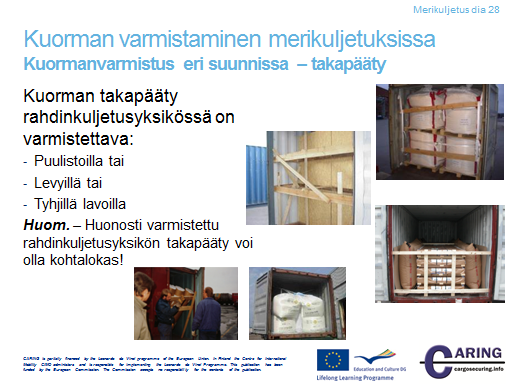 Merikuljetus dia 28
Kuorman varmistaminen merikuljetuksissa
Kuormanvarmistus eri suunnissa – takapääty
Kuorman takapääty
rahdinkuljetusyksikössä on
varmistettava:
- Puulistoilla tai
- Levyillä tai
- Tyhjillä lavoilla
Huom. – Huonosti varmistettu
rahdinkuljetusyksikön takapääty voi
olla kohtalokas!
CARING is partially financed by the Leonardo da Vinci programme of the European Union. In Finland the Centre for International
Mobility CIMO administers and is responsible for implementing the Leonardo da Vinci Programme. This publication has been
funded by the European Commission. The Commission accepts no responsibility for the contents of the publication.
Education and Culture DG
Lifelong Learning Programme
CARING
cargosecuring.info